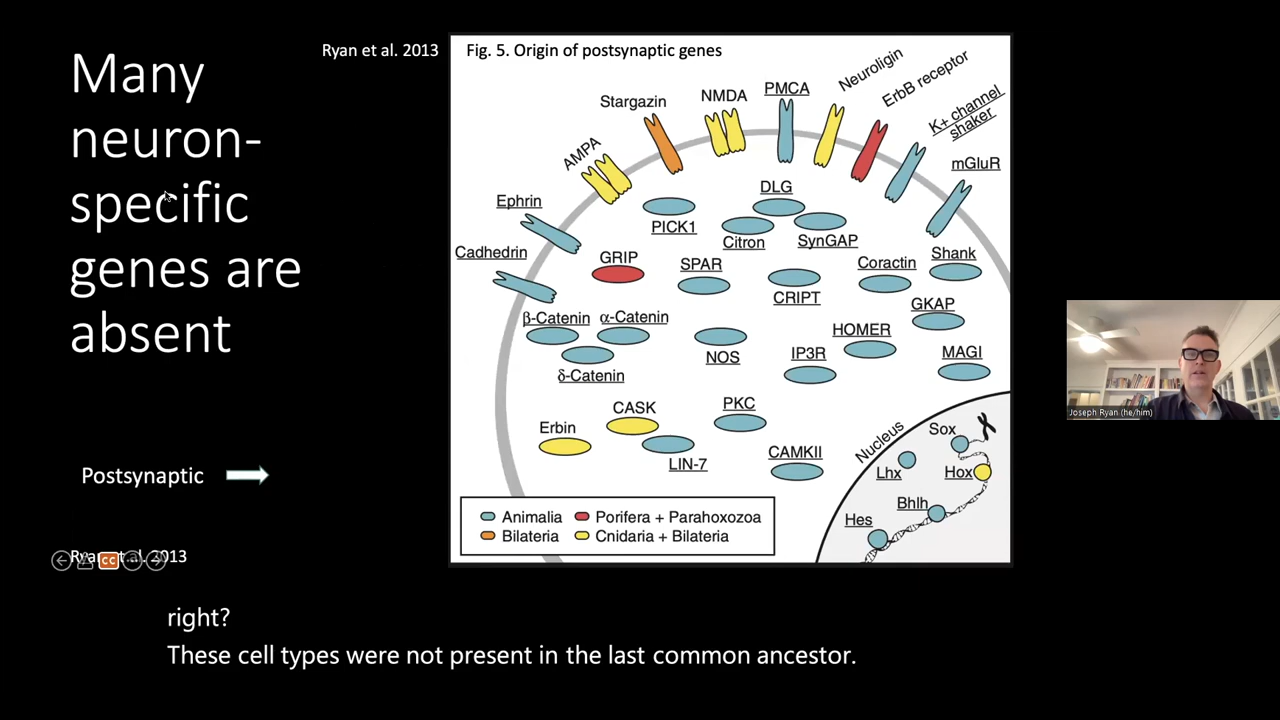 Many
neuron-
specific
genes are
absent
Ryan et al. 2013
Fig. 5. Origin of postsynaptic genes
Stargazin
NMDA
PMCA
Neuroligin
ErbB receptor
K+ channel
shaker
mGluR
AMPA
Ephrin
Cadhedrin
PICK1
DLG
Citron
SynGAP
GRIP
SPAR
CRIPT
Coractin
Shank
GKAP
β-Catenin
α-Catenin
δ-Catenin
NOS
IP3R
HOMER
MAGI
Erbin
CASK
LIN-7
PKC
CAMKII
Nucleus
Sox
Lhx
Hox
Bhlh
Hes
Animalia
Porifera + Parahoxozoa
Bilateria
Cnidaria + Bilateria
Postsynaptic
Ryan et al. 2013
CC
right?
These cell types were not present in the last common ancestor.
Joseph Ryan (he/him)